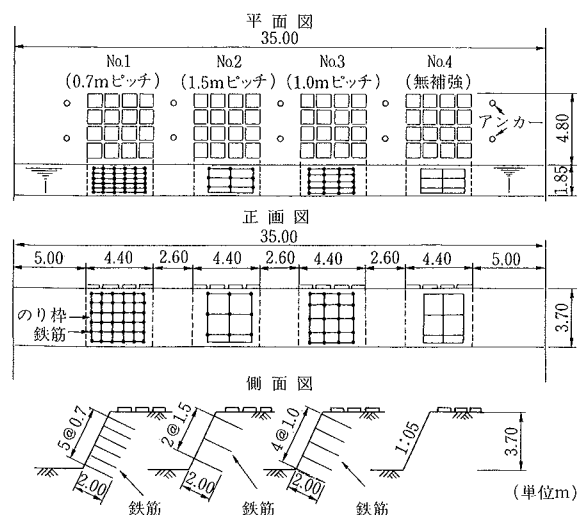 平面図
35.00
No.1 No.2 No.3 No.4
(0.7mピッチ) (1.5mピッチ) (1.0mピッチ) (無補強)
アンカー
4.80
1.85
正画図
35.00
5.00 4.40 2.60 4.40 2.60 4.40 2.60 4.40 5.00
のり枠
鉄筋
3.70
側面図
5@0.7 2@1.5 4@1.0 1:05 3.70
2.00 2.00 2.00
鉄筋 鉄筋 鉄筋
(単位m)